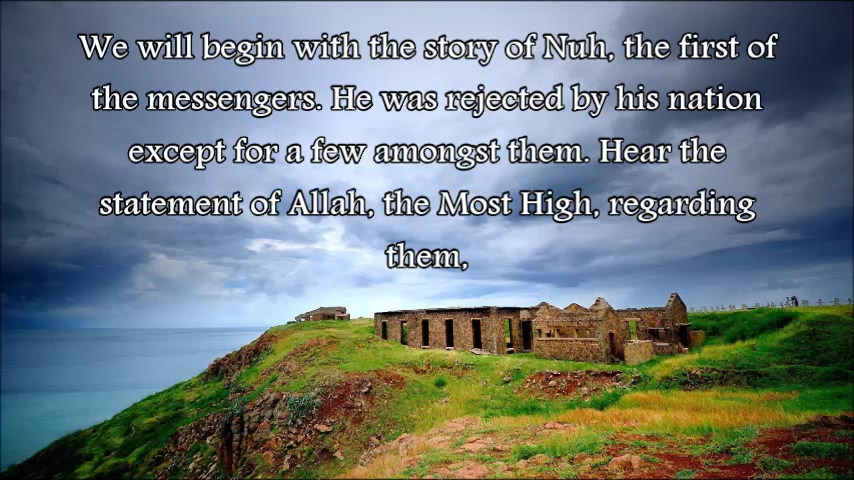 We will begin with the story of Nuh, the first of
the messengers. He was rejected by his nation
except for a few amongst them. Hear the
statement of Allah, the Most High, regarding
them,